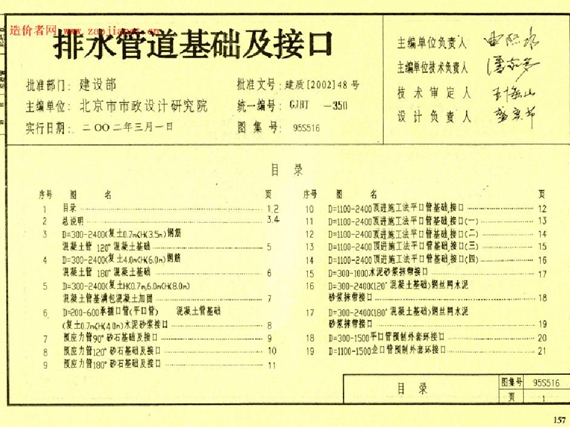 造价者网 www.zaojiazhe.com
排水管道基础及接口
批准部门: 建设部 批准文号: 建质[2002]48号
主编单位: 北京市市政设计研究院 统一编号: GJBT —350
实行日期: 二〇〇二年三月一日 图集号: 95S516
主编单位负责人
主编单位技术负责人
技术审定人
设计负责人
目录
序号 图名 页
1 目录 1.2
2 总说明 3.4
3 D=300-2400(复土0.7m<H<3.5m)钢筋
混凝土管 120°混凝土基础 5
4 D=300-2400(复土4.0m<H<6.0m)钢筋
混凝土管 180°混凝土基础 6
5 D=300-2400(复土H<0.7m,6.0m<H<8.0m)
混凝土管基满包混凝土加固 7
6 D=200-600承插口管(平口管) 混凝土管基础
(复土0.7m<H<4.0m)水泥砂浆接口 8
7 预应力管90°砂石基础及接口 9
8 预应力管120°砂石基础及接口 10
9 预应力管180°砂石基础及接口 11
序号 图名 页
10 D=1100-2400顶进施工法平口管基础,接口 12
11 D=1100-2400顶进施工法平口管基础,接口(一) 13
12 D=1100-2400顶进施工法平口管基础,接口(二) 14
13 D=1100-2400顶进施工法平口管基础,接口(三) 15
14 D=1100-2400顶进施工法平口管基础,接口(四) 16
15 D=300-1000水泥砂浆抹带接口 17
16 D=300-2400(120°混凝土基础)钢丝网水泥
砂浆抹带接口 18
17 D=300-2400(180°混凝土基础)钢丝网水泥
砂浆抹带接口 19
18 D=300-1500平口管预制外套环接口 20
19 D=1100-1500企口管预制外套环接口 21
目录 图集号 95S516
页 1
157